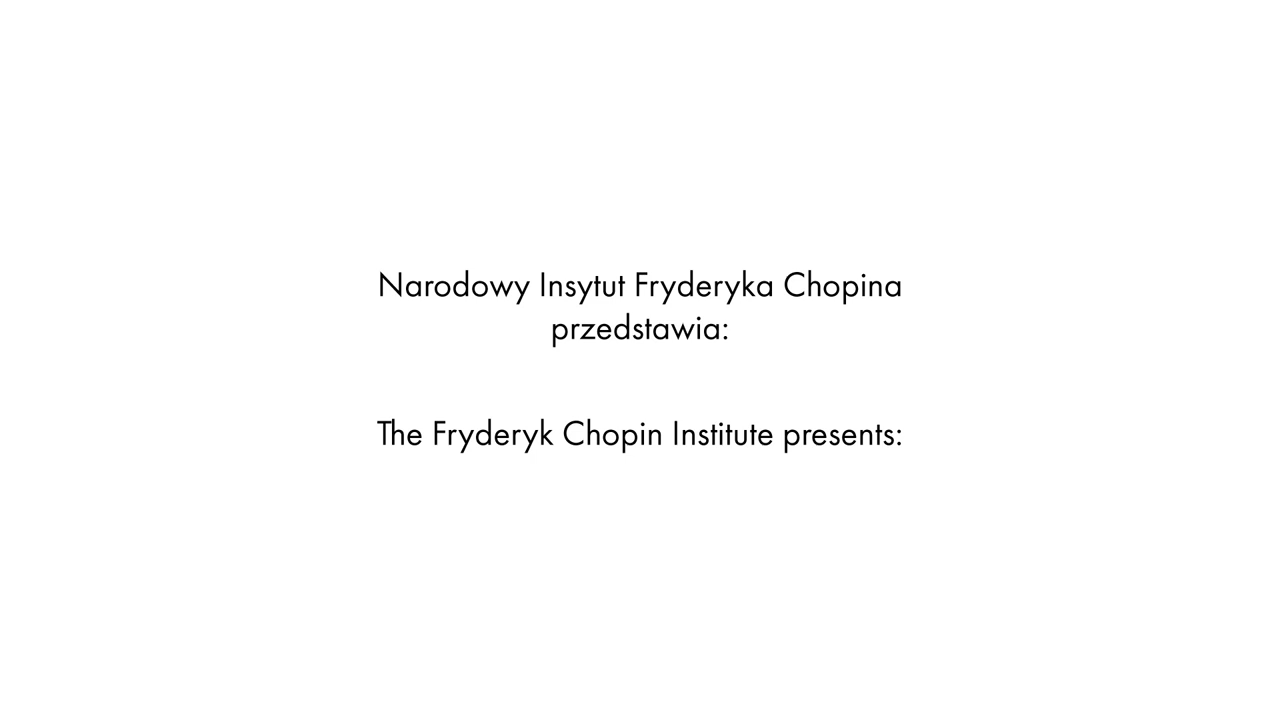 Narodowy Insytut Fryderyka Chopina
przedstawia:
The Fryderyk Chopin Institute presents: